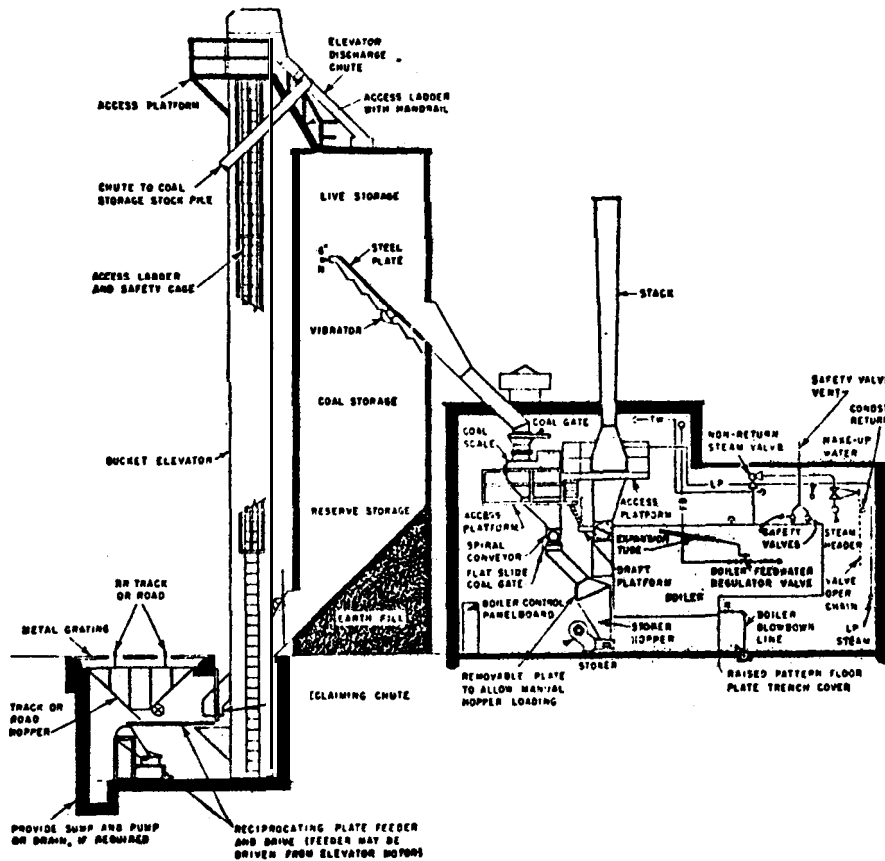 ELEVATOR
DISCHARGE
CHUTE
ACCESS PLATFORM
ACCESS LADDER
WITH HANDRAIL
CHUTE TO COAL
STORAGE STOCK PILE
LIVE STORAGE
6"
STEEL
PLATE
ACCESS LADDER
AND SAFETY CAGE
STACK
VIBRATOR
SAFETY VALVE
VENT
COAL STORAGE
COAL
SCALE
COAL GATE
TW
NON-RETURN
STEAM VALVE
MAKE-UP
WATER
RETURN
BUCKET ELEVATOR
LP
RESERVE STORAGE
ACCESS
PLATFORM
ACCESS
PLATFORM
SPIRAL
CONVEYOR
EXPANSION
TUBE
SAFETY
VALVES
STEAM
HEADER
FLAT SLIDE
COAL GATE
DRAFT
PLATFORM
BOILER FEEDWATER
REGULATOR VALVE
RR TRACK
OR ROAD
EARTH FILL
BOILER CONTROL
PANELBOARD
BOILER
VALVE
OPER
CHAIN
METAL GRATING
STOKER
HOPPER
BOILER
BLOWDOWN
LINE
LP
STEAM
STOKER
REMOVABLE PLATE
TO ALLOW MANUAL
HOPPER LOADING
RAISED PATTERN FLOOR
PLATE TRENCH COVER
TRACK OR
ROAD
HOPPER
ECLAIMING CHUTE
PROVIDE SUMP AND PUMP
OR DRAIN, IF REQUIRED
RECIPROCATING PLATE FEEDER
AND DRIVE (FEEDER MAY BE
DRIVEN FROM ELEVATOR MOTORS